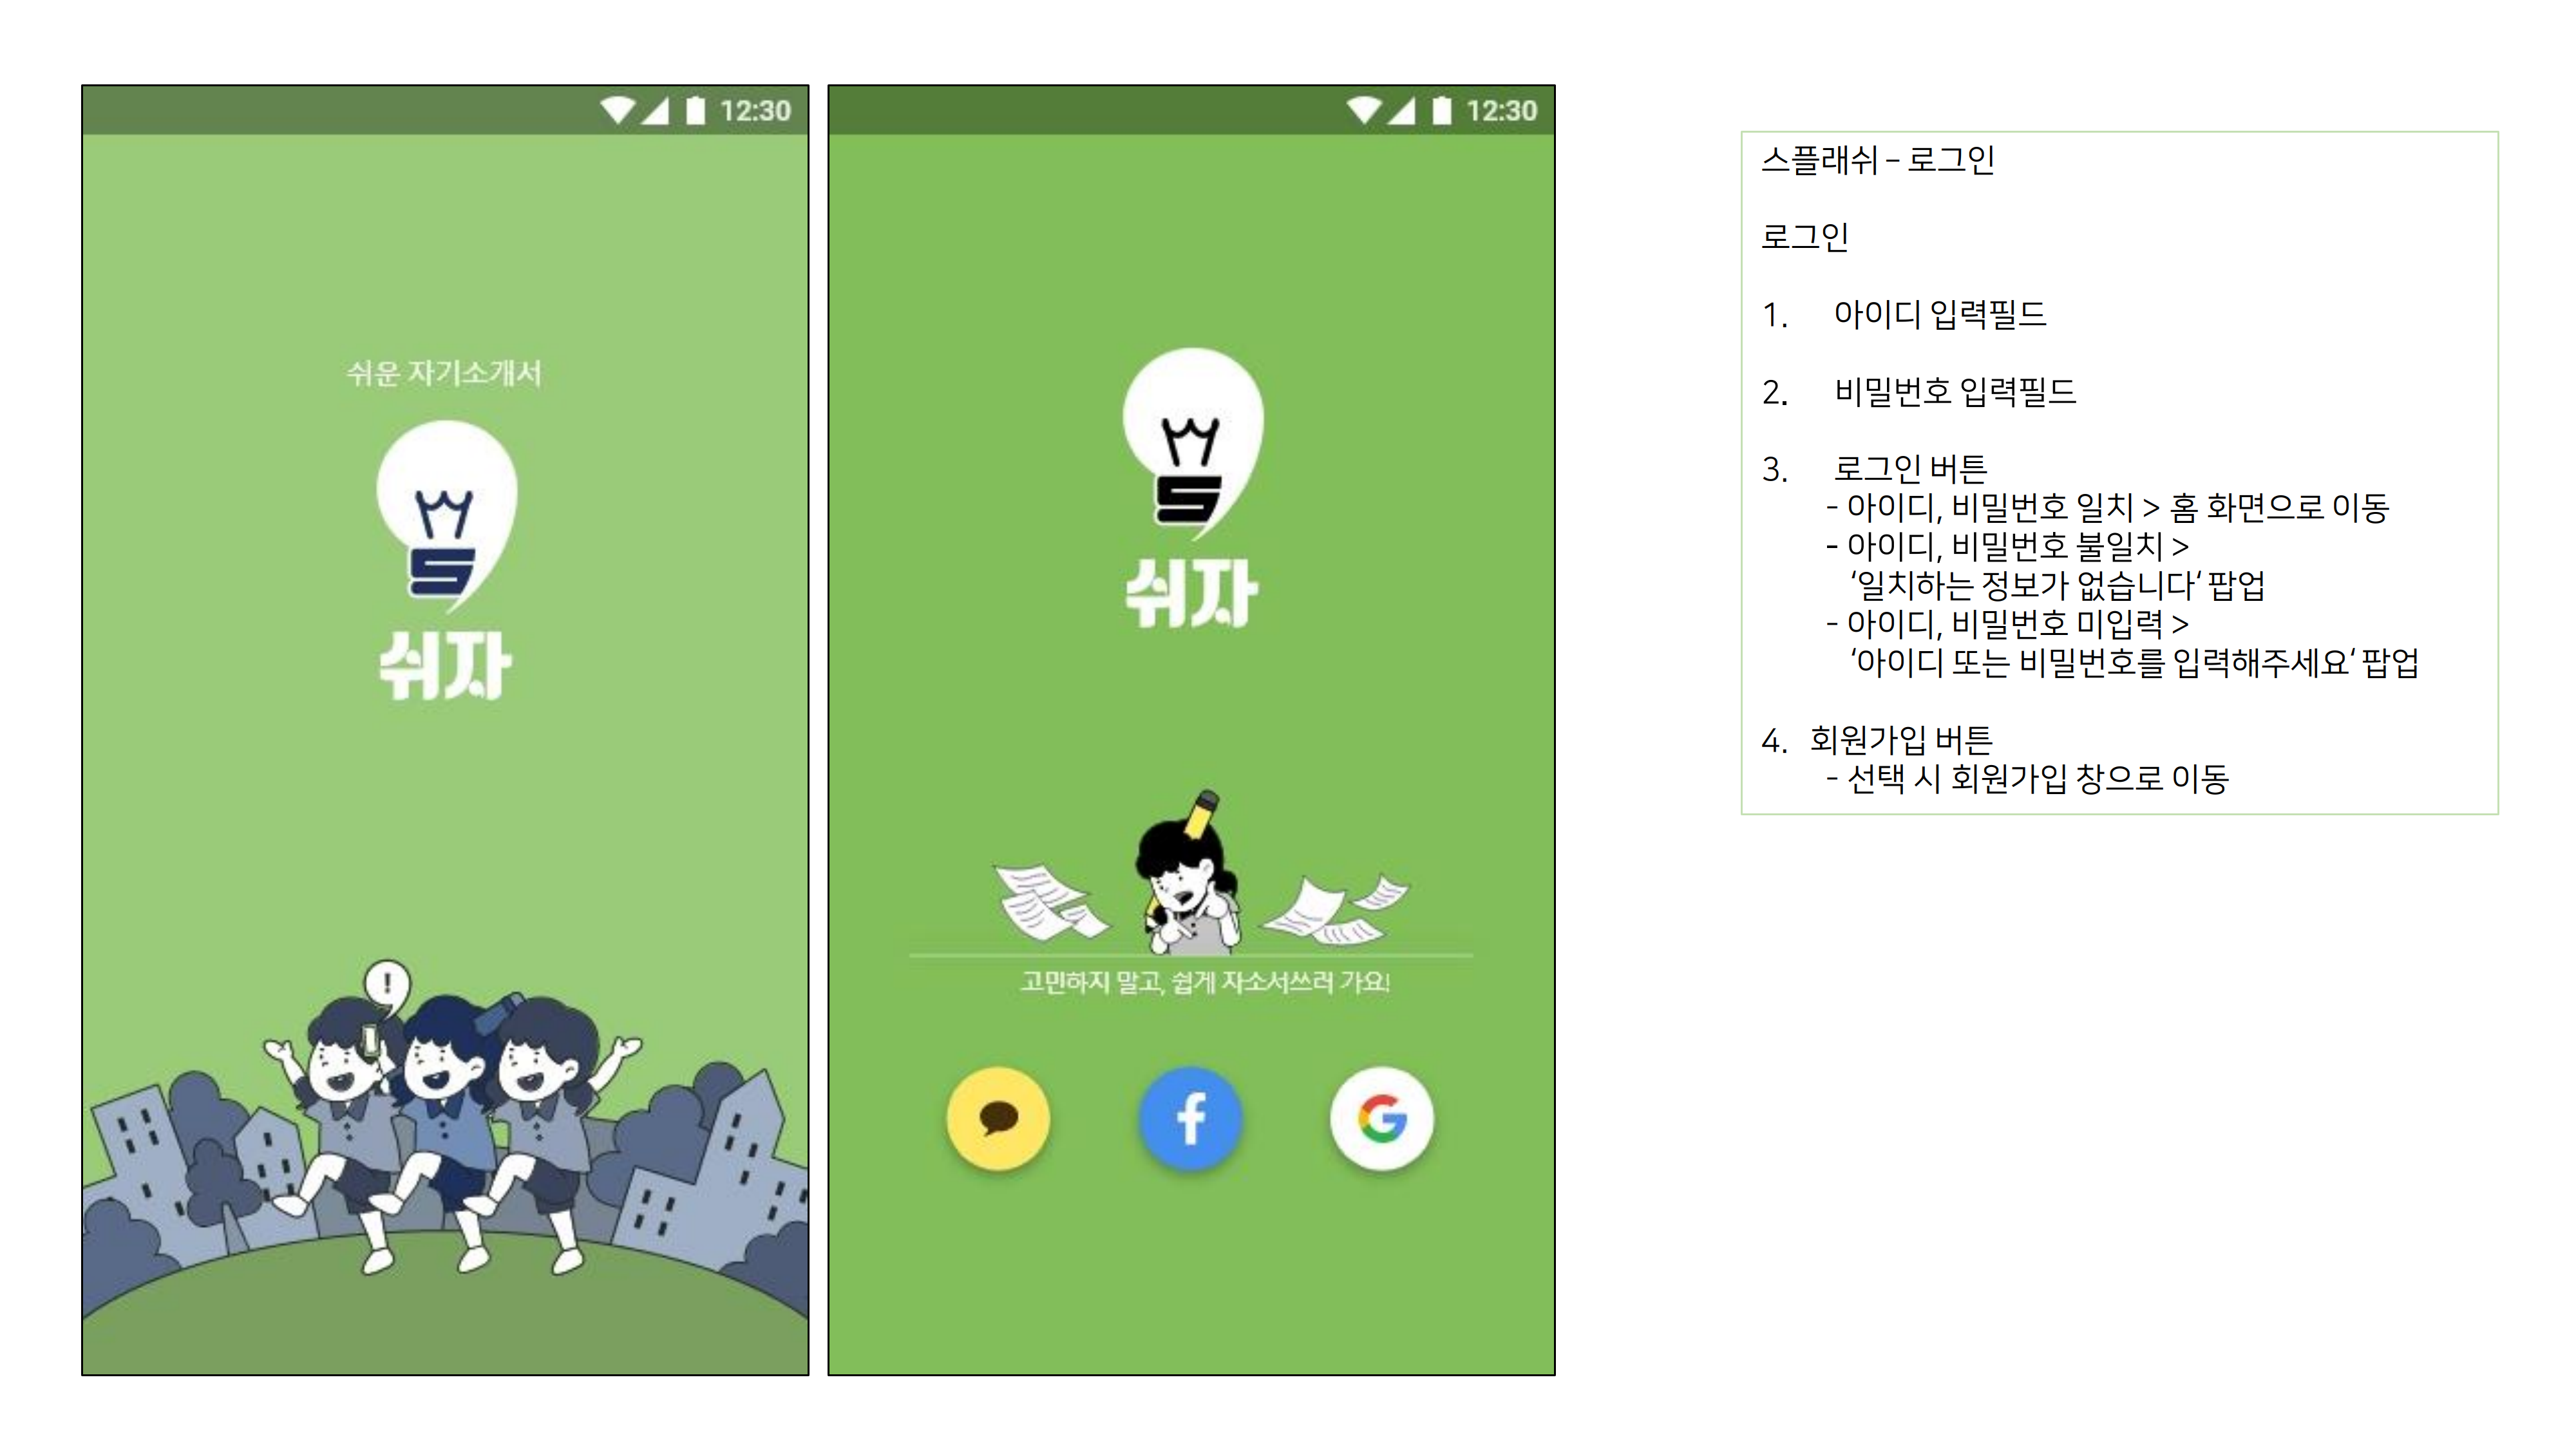 12:30
쉬운 자기소개서
쉬자
12:30
쉬자
고민하지 말고, 쉽게 자소서쓰러 가요!
스플래쉬 – 로그인
로그인
1. 아이디 입력필드
2. 비밀번호 입력필드
3. 로그인 버튼
- 아이디, 비밀번호 일치 > 홈 화면으로 이동
- 아이디, 비밀번호 불일치 >
‘일치하는 정보가 없습니다‘ 팝업
- 아이디, 비밀번호 미입력 >
‘아이디 또는 비밀번호를 입력해주세요‘ 팝업
4. 회원가입 버튼
- 선택 시 회원가입 창으로 이동